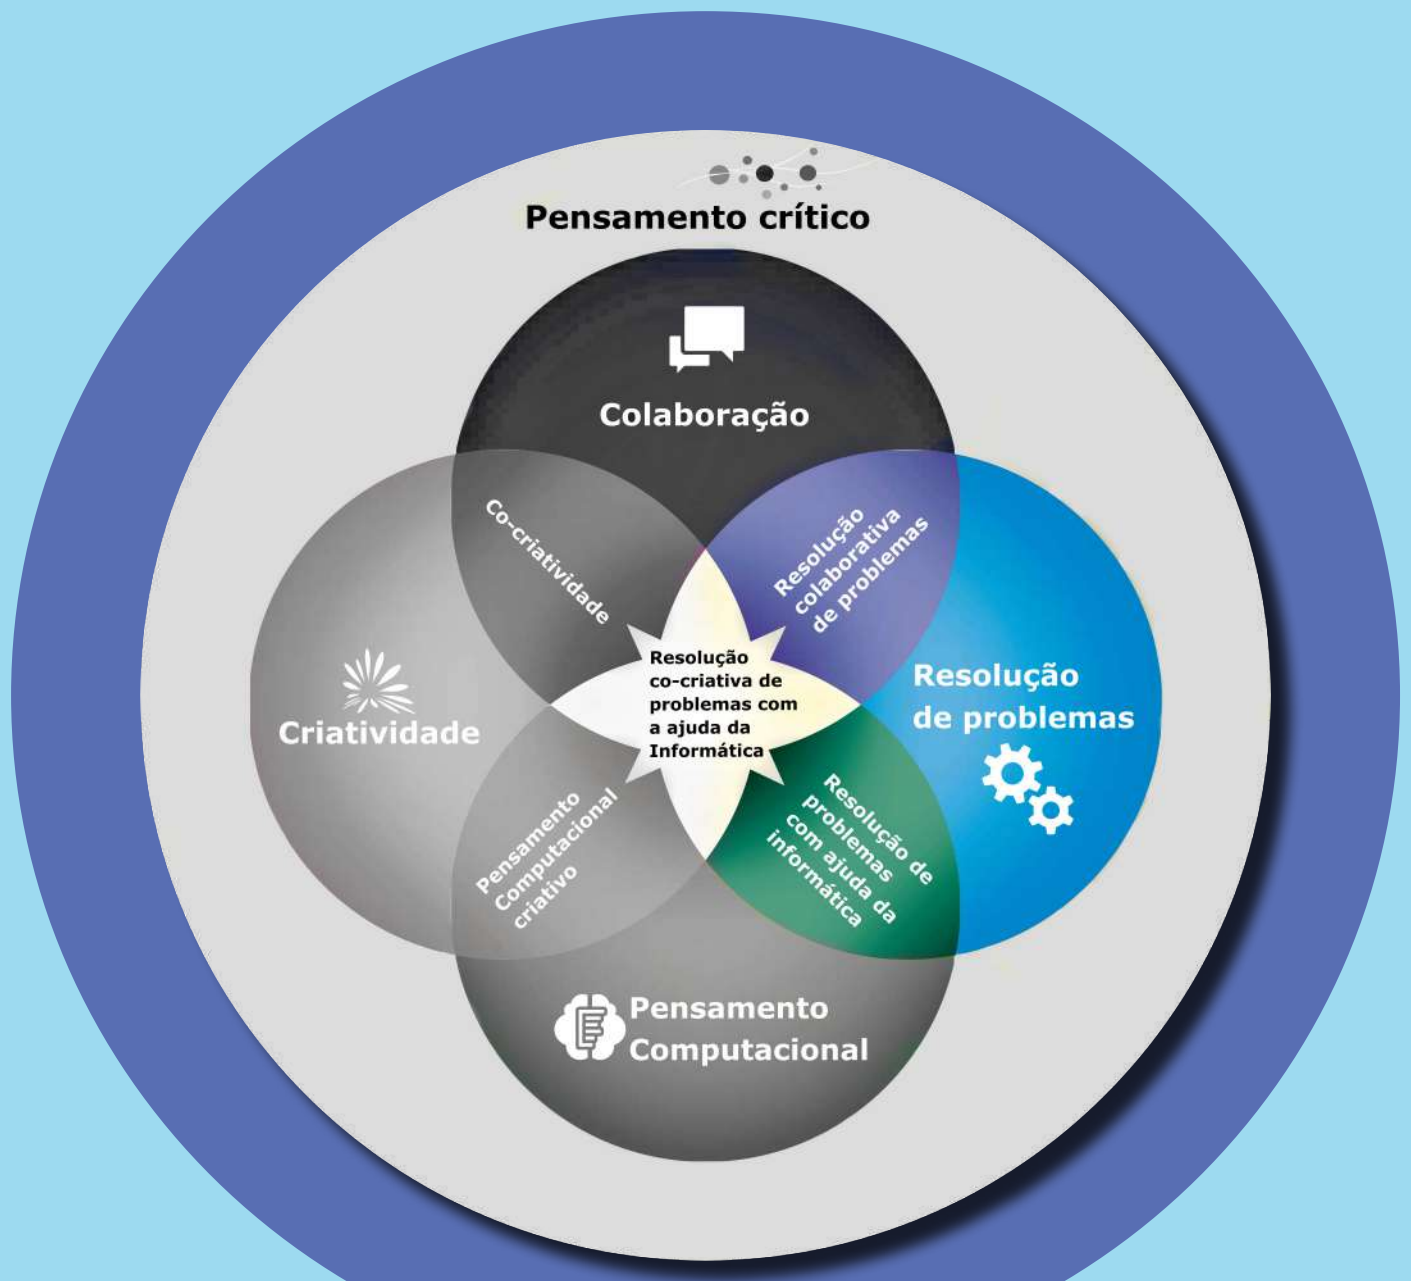 Pensamento crítico
Colaboração
Co-criatividade
Resolução
colaborativa
de problemas
Resolução
co-criativa de
problemas com
a ajuda da
Informática
Criatividade
Resolução
de problemas
Pensamento
Computacional
criativo
Resolução de
problemas
com ajuda da
informática
Pensamento
Computacional